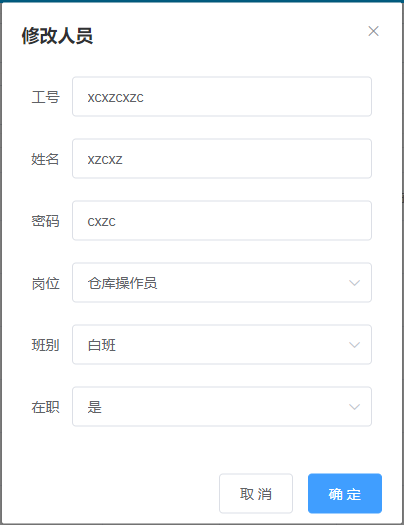 修改人员
工号 xcxzcxzc
姓名 xzcxz
密码 cxzc
岗位 仓库操作员
班别 白班
在职 是
取 消 确 定